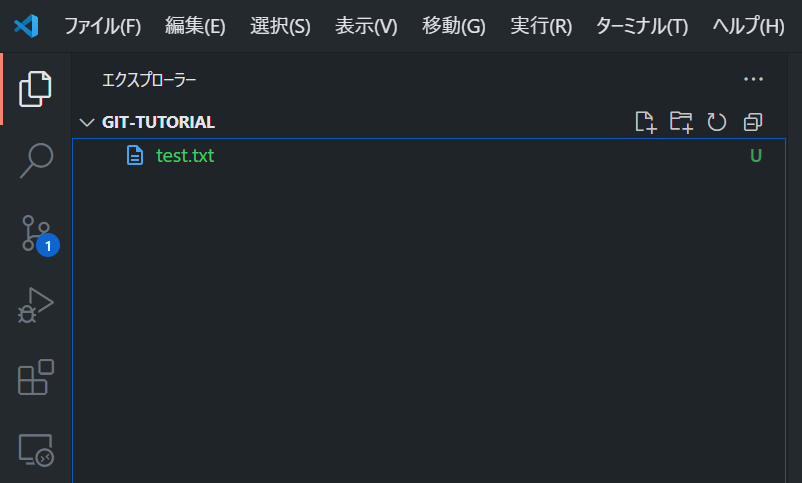 ファイル(F) 編集(E) 選択(S) 表示(V) 移動(G) 実行(R) ターミナル(T) ヘルプ(H)
エクスプローラー
GIT-TUTORIAL
test.txt U
1